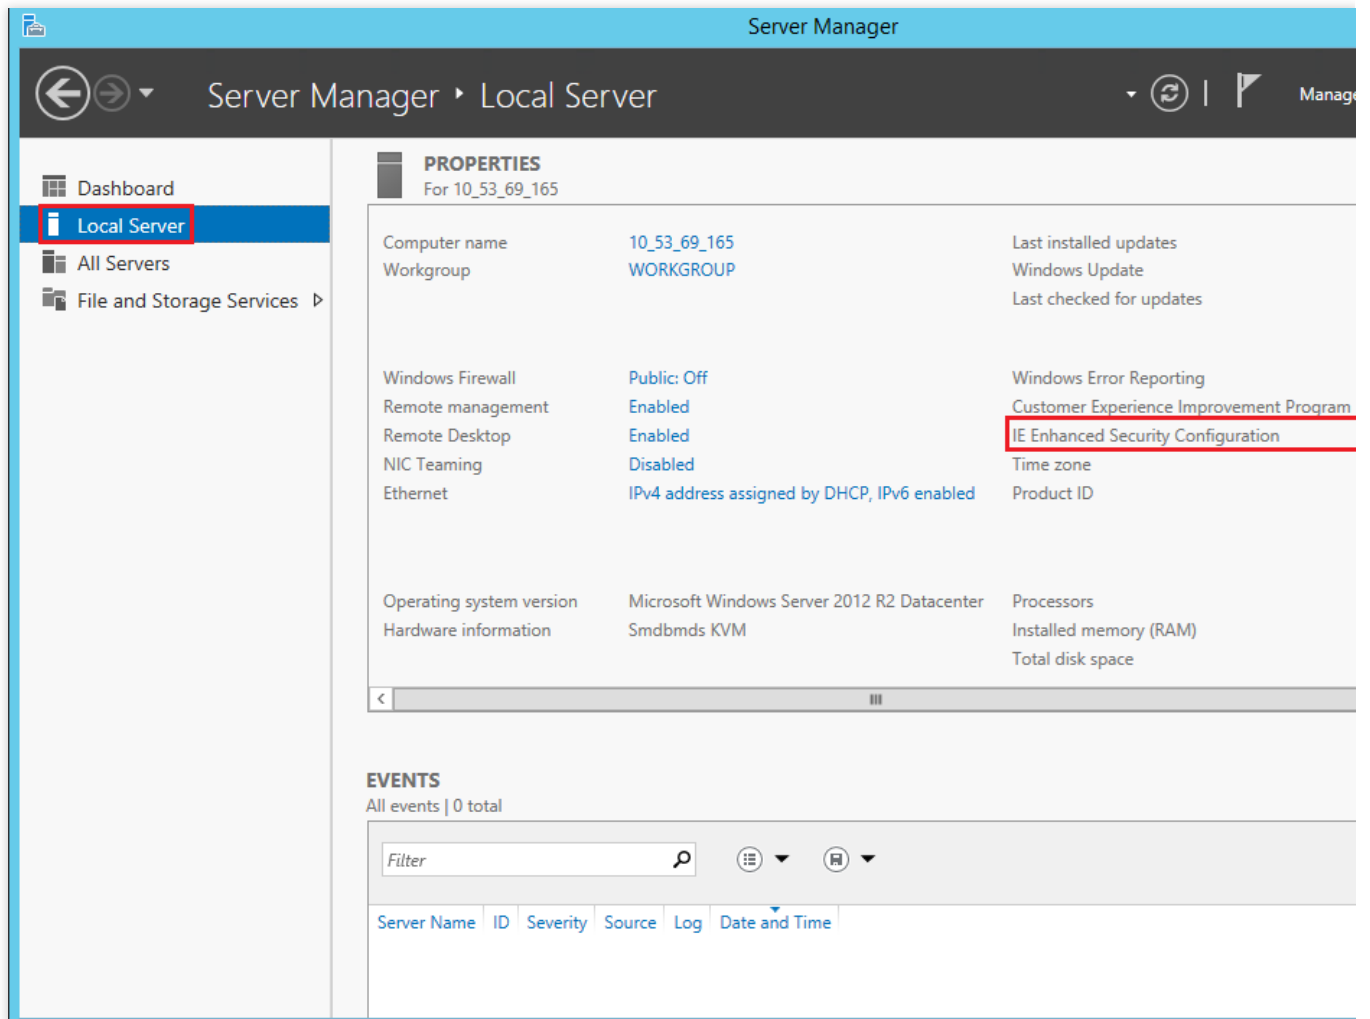 Server Manager
Server Manager ‣ Local Server
Manage
Dashboard
Local Server
All Servers
File and Storage Services
PROPERTIES
For 10_53_69_165
Computer name 10_53_69_165 Last installed updates
Workgroup WORKGROUP Windows Update
Last checked for updates
Windows Firewall Public: Off Windows Error Reporting
Remote management Enabled Customer Experience Improvement Program
Remote Desktop Enabled IE Enhanced Security Configuration
NIC Teaming Disabled Time zone
Ethernet IPv4 address assigned by DHCP, IPv6 enabled Product ID
Operating system version Microsoft Windows Server 2012 R2 Datacenter Processors
Hardware information Smdbmds KVM Installed memory (RAM)
Total disk space
EVENTS
All events | 0 total
Filter
Server Name ID Severity Source Log Date and Time